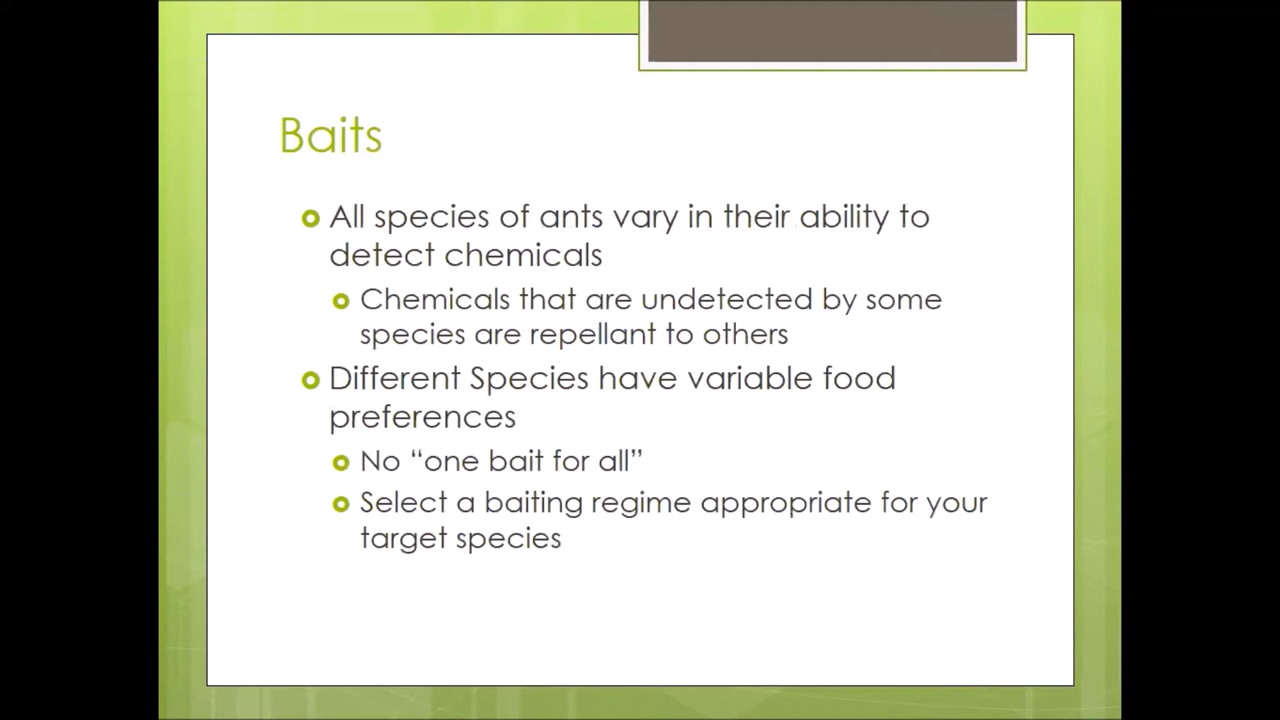 Baits
All species of ants vary in their ability to
detect chemicals
Chemicals that are undetected by some
species are repellant to others
Different Species have variable food
preferences
No “one bait for all”
Select a baiting regime appropriate for your
target species